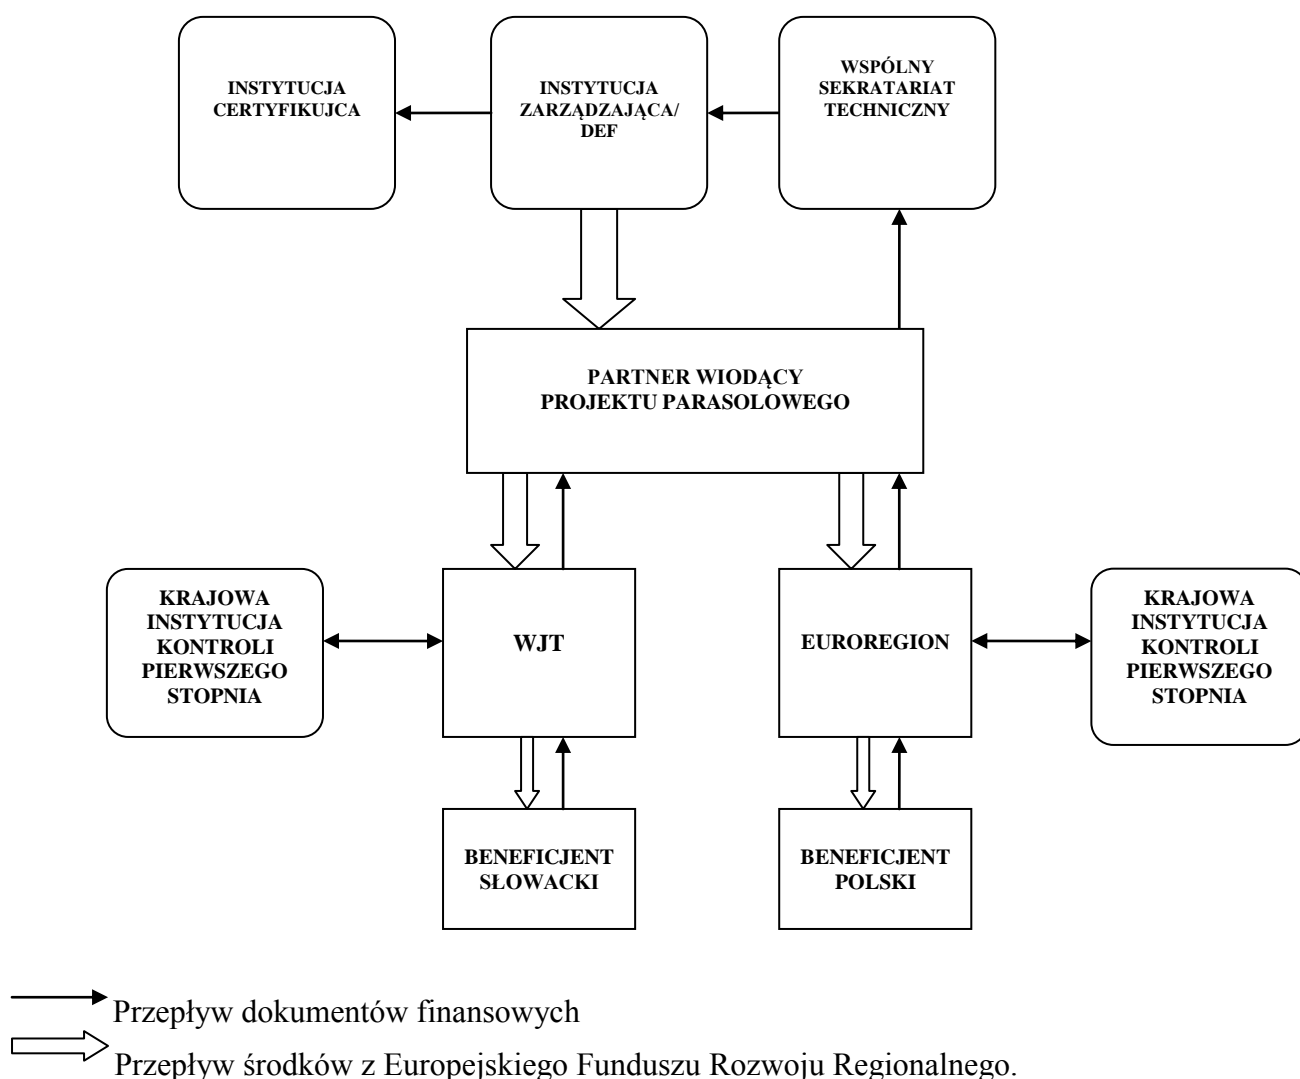 INSTYTUCJA
CERTYFIKUJCA
INSTYTUCJA
ZARZĄDZAJĄCA/
DEF
WSPÓLNY
SEKRATARIAT
TECHNICZNY
PARTNER WIODĄCY
PROJEKTU PARASOLOWEGO
KRAJOWA
INSTYTUCJA
KONTROLI
PIERWSZEGO
STOPNIA
WJT
EUROREGION
KRAJOWA
INSTYTUCJA
KONTROLI
PIERWSZEGO
STOPNIA
BENEFICJENT
SŁOWACKI
BENEFICJENT
POLSKI
Przepływ dokumentów finansowych
Przepływ środków z Europejskiego Funduszu Rozwoju Regionalnego.